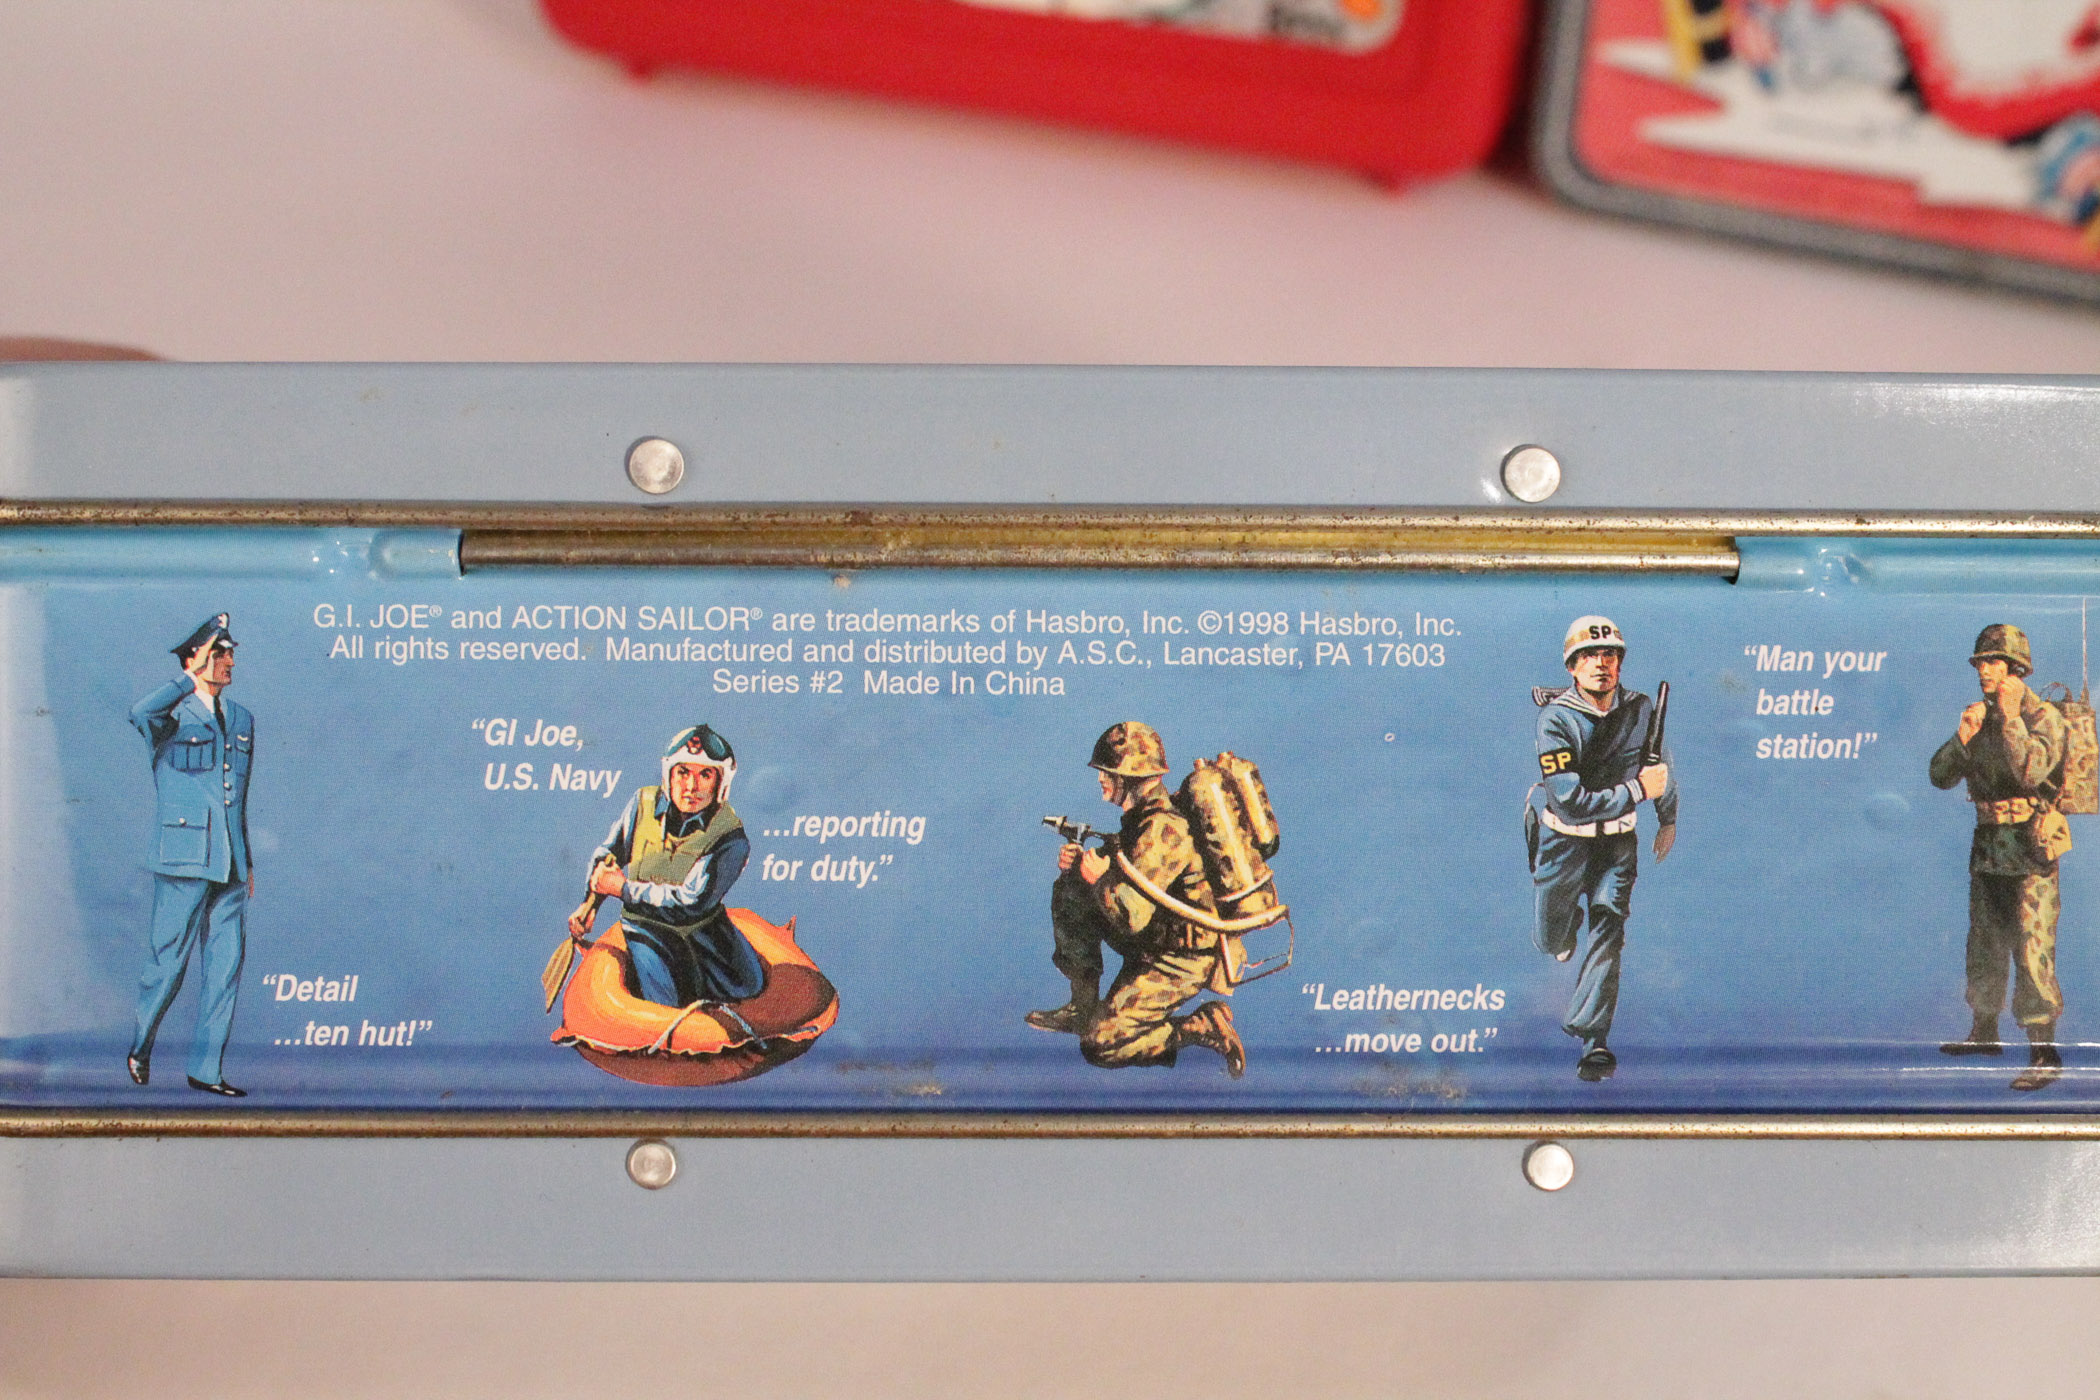 G.I. JOE® and ACTION SAILOR® are trademarks of Hasbro, Inc. ©1998 Hasbro, Inc.
All rights reserved. Manufactured and distributed by A.S.C., Lancaster, PA 17603
Series #2 Made In China
“Detail
...ten hut!”
“GI Joe,
U.S. Navy
...reporting
for duty.”
“Leathernecks
...move out.”
SP
SP
“Man your
battle
station!”